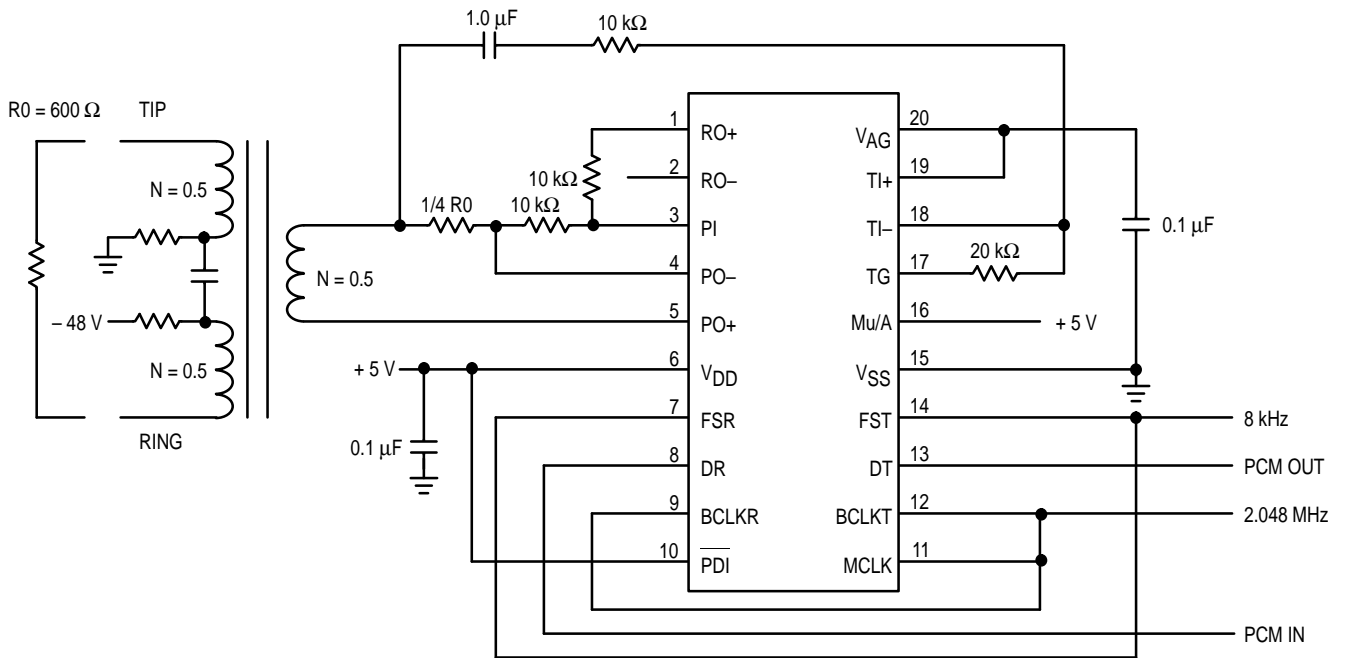 1.0 μF
10 kΩ
R0 = 600 Ω
TIP
N = 0.5
– 48 V
N = 0.5
RING
N = 0.5
1/4 R0
10 kΩ
10 kΩ
+ 5 V
0.1 μF
1 RO+
2 RO–
3 PI
4 PO–
5 PO+
6 VDD
7 FSR
8 DR
9 BCLKR
10 PDI
VAG 20
TI+ 19
TI– 18
TG 17
Mu/A 16
VSS 15
FST 14
DT 13
BCLKT 12
MCLK 11
20 kΩ
0.1 μF
+ 5 V
8 kHz
PCM OUT
2.048 MHz
PCM IN